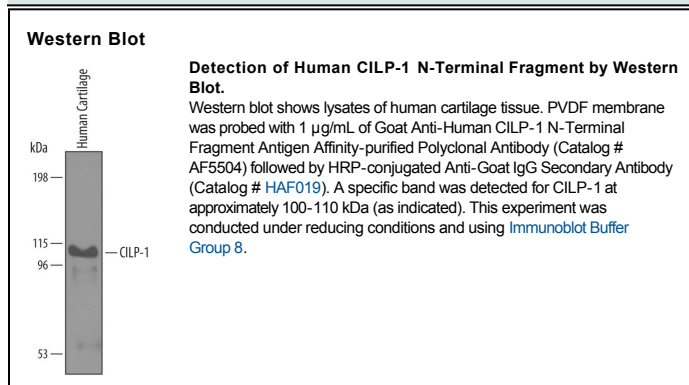 Western Blot
Human Cartilage
kDa
198
115
96
53
CILP-1
Detection of Human CILP-1 N-Terminal Fragment by Western
Blot.
Western blot shows lysates of human cartilage tissue. PVDF membrane
was probed with 1 µg/mL of Goat Anti-Human CILP-1 N-Terminal
Fragment Antigen Affinity-purified Polyclonal Antibody (Catalog #
AF5504) followed by HRP-conjugated Anti-Goat IgG Secondary Antibody
(Catalog # HAF019). A specific band was detected for CILP-1 at
approximately 100-110 kDa (as indicated). This experiment was
conducted under reducing conditions and using Immunoblot Buffer
Group 8.